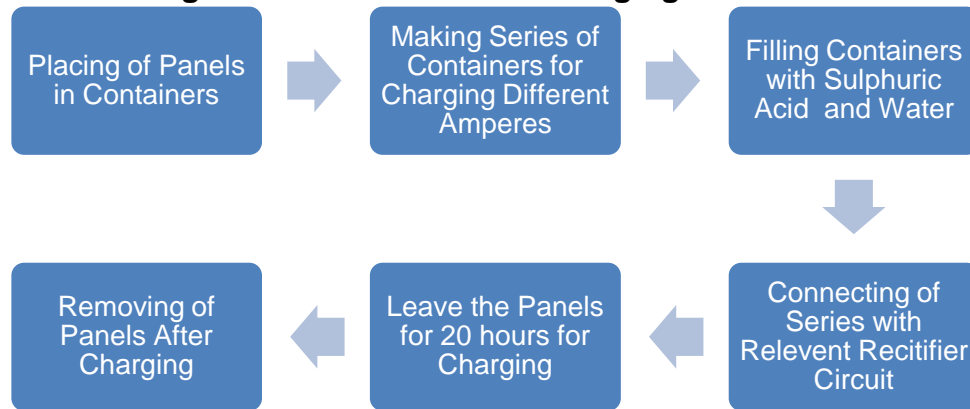 Placing of Panels
in Containers
Making Series of
Containers for
Charging Different
Amperes
Filling Containers
with Sulphuric
Acid and Water
Connecting of
Series with
Relevent Recitifier
Circuit
Leave the Panels
for 20 hours for
Charging
Removing of
Panels After
Charging